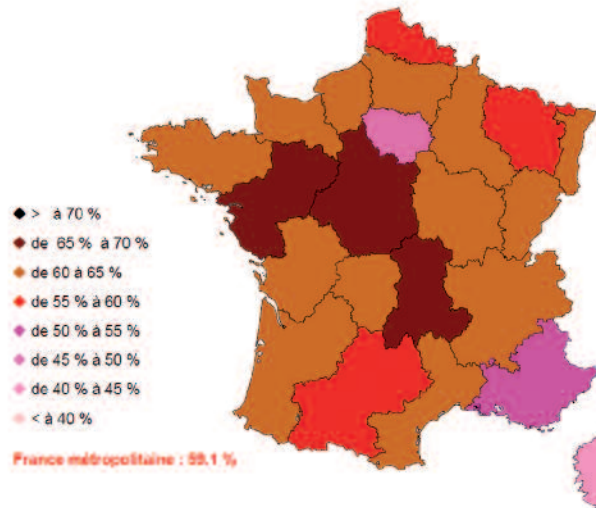 > à 70 %
de 65 % à 70 %
de 60 à 65 %
de 55 % à 60 %
de 50 % à 55 %
de 45 % à 50 %
de 40 % à 45 %
< à 40 %
France métropolitaine : 59.1 %